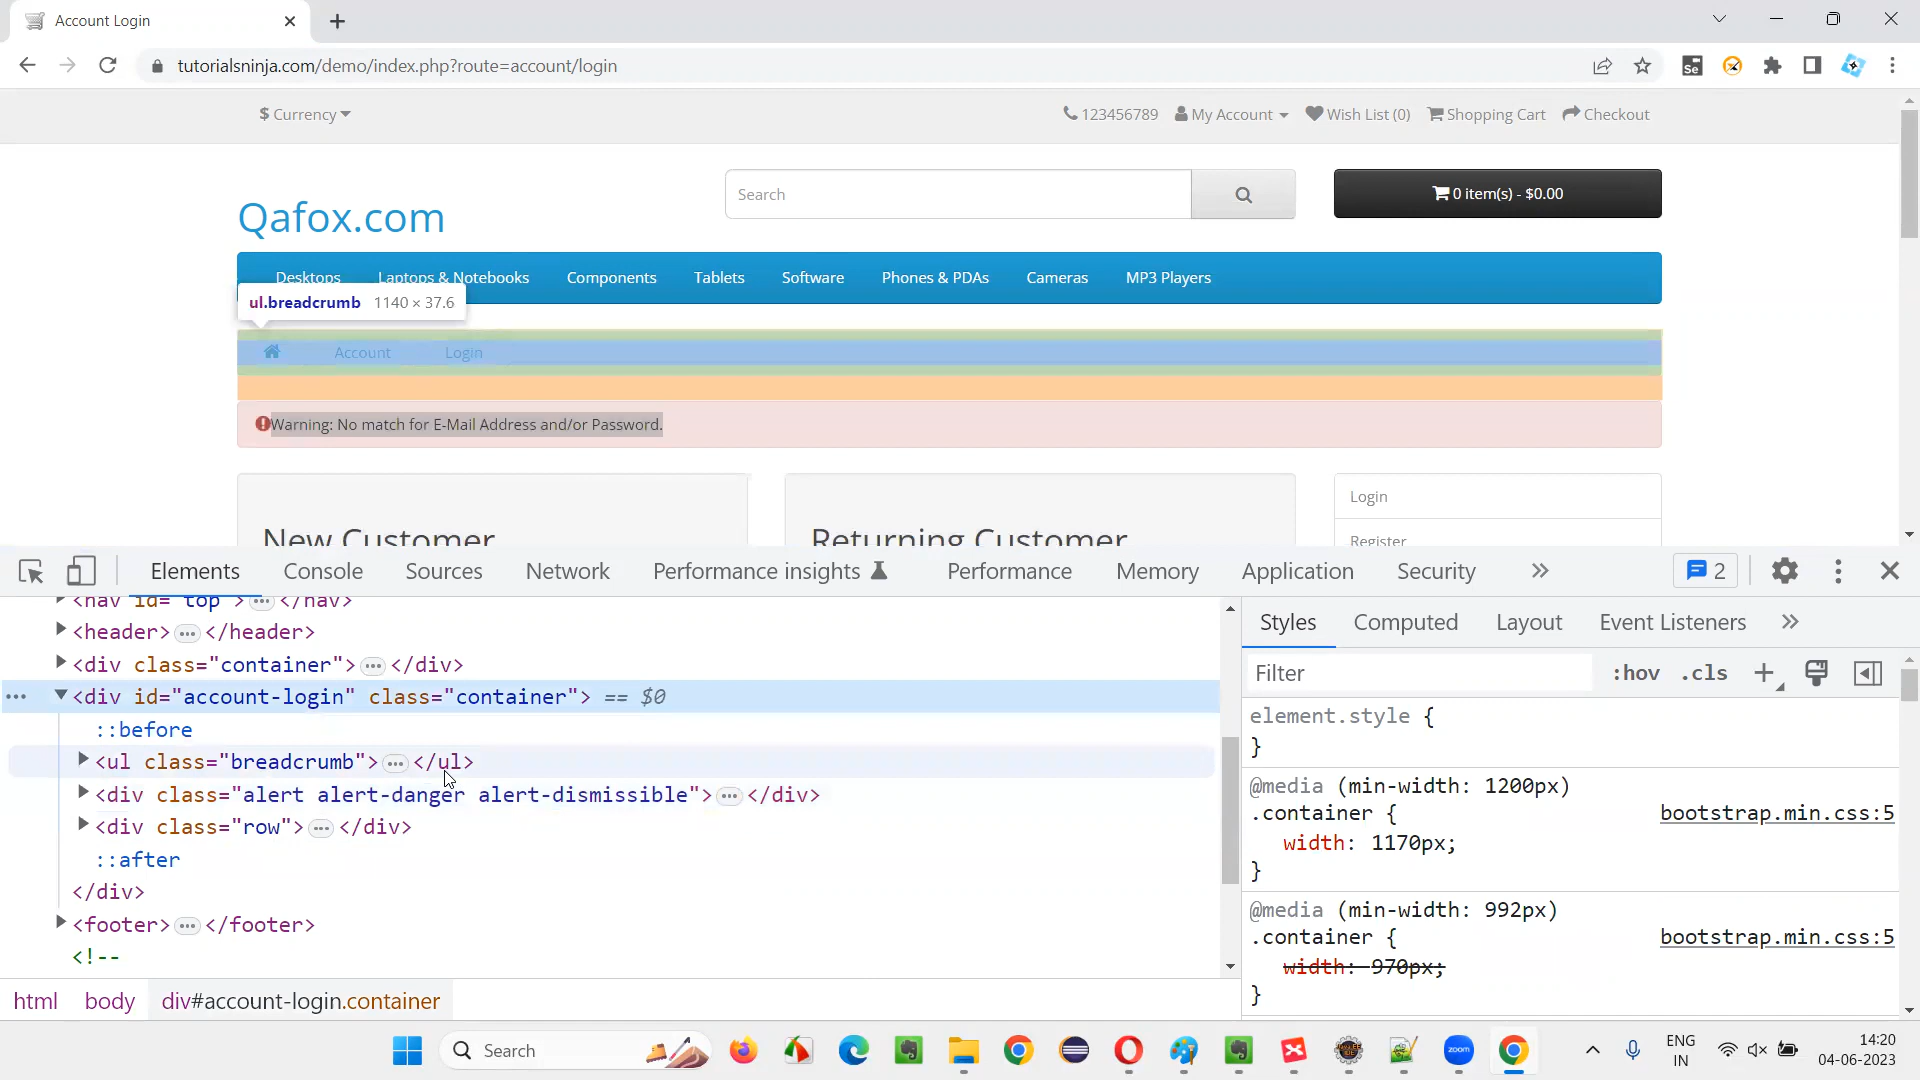 Account Login
tutorialsninja.com/demo/index.php?route=account/login
$ Currency
123456789 My Account Wish List (0) Shopping Cart Checkout
Qafox.com
Search
0 item(s) - $0.00
Desktops Laptops & Notebooks Components Tablets Software Phones & PDAs Cameras MP3 Players
ul.breadcrumb 1140 × 37.6
Account Login
Warning: No match for E-Mail Address and/or Password.
New Customer
Returning Customer
Login
Register
Elements Console Sources Network Performance insights Performance Memory Application Security 2
<nav id="top"> … </nav>
<header> … </header>
<div class="container"> … </div>
<div id="account-login" class="container"> == $0
::before
<ul class="breadcrumb"> … </ul>
<div class="alert alert-danger alert-dismissible"> … </div>
<div class="row"> … </div>
::after
</div>
<footer> … </footer>
<!--
html body div#account-login.container
Styles Computed Layout Event Listeners
Filter :hov .cls
element.style {
}
@media (min-width: 1200px)
.container { bootstrap.min.css:5
width: 1170px;
}
@media (min-width: 992px)
.container { bootstrap.min.css:5
width: 970px;
}
Search
zoom
ENG
IN
14:20
04-06-2023